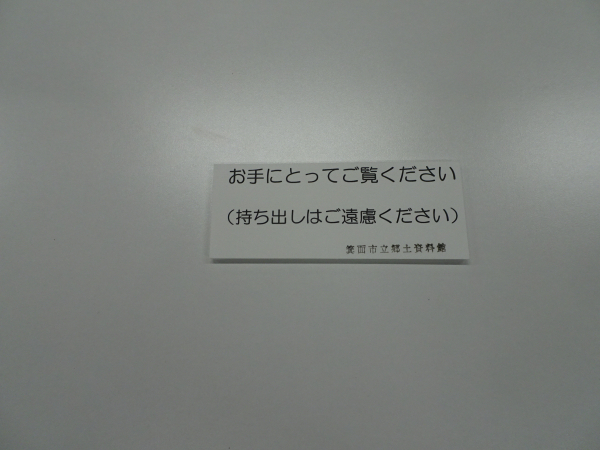 お手にとってご覧ください
（持ち出しはご遠慮ください）
箕面市立郷土資料館